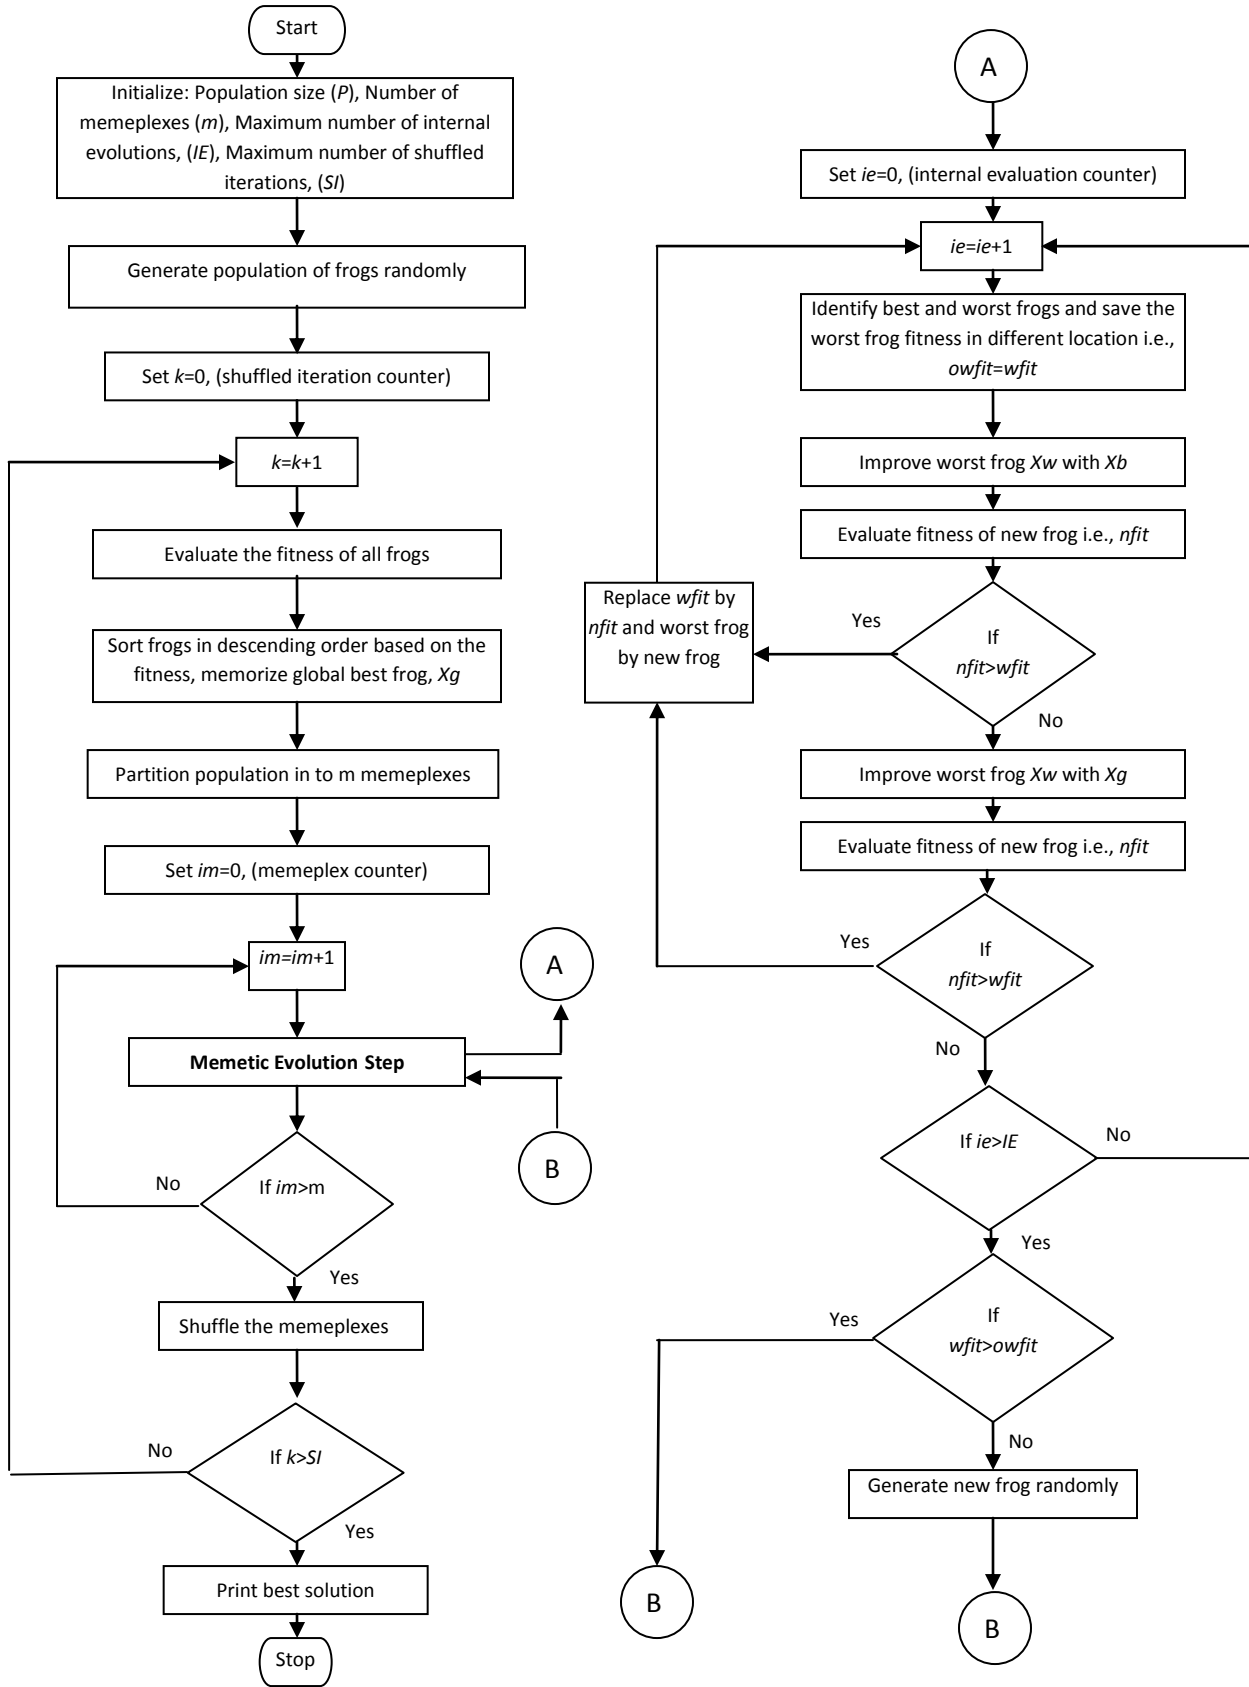 Start
Initialize: Population size (P), Number of
memeplexes (m), Maximum number of internal
evolutions, (IE), Maximum number of shuffled
iterations, (SI)
Generate population of frogs randomly
Set k=0, (shuffled iteration counter)
k=k+1
Evaluate the fitness of all frogs
Sort frogs in descending order based on the
fitness, memorize global best frog, Xg
Partition population in to m memeplexes
Set im=0, (memeplex counter)
im=im+1
A
Memetic Evolution Step
B
No
If im>m
Yes
Shuffle the memeplexes
No
If k>SI
Yes
Print best solution
Stop
A
Set ie=0, (internal evaluation counter)
ie=ie+1
Identify best and worst frogs and save the
worst frog fitness in different location i.e.,
owfit=wfit
Improve worst frog Xw with Xb
Evaluate fitness of new frog i.e., nfit
Replace wfit by
nfit and worst frog
by new frog
Yes
If
nfit>wfit
No
Improve worst frog Xw with Xg
Evaluate fitness of new frog i.e., nfit
Yes
If
nfit>wfit
No
If ie>IE
No
Yes
Yes
If
wfit>owfit
No
Generate new frog randomly
B
B